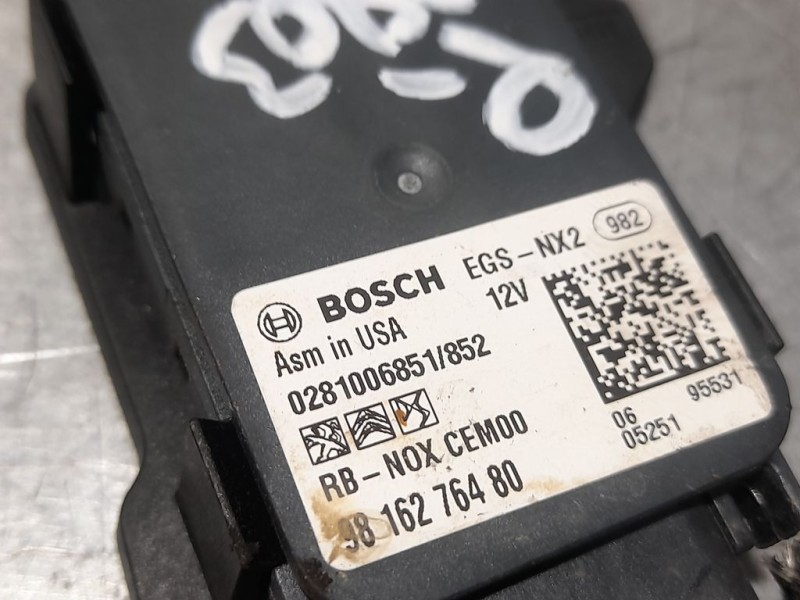 BOSCH EGS-NX2 982
Asm in USA 12V
0281006851/852
RB-NOX CEM00
98 162 764 80
06 95531
05251